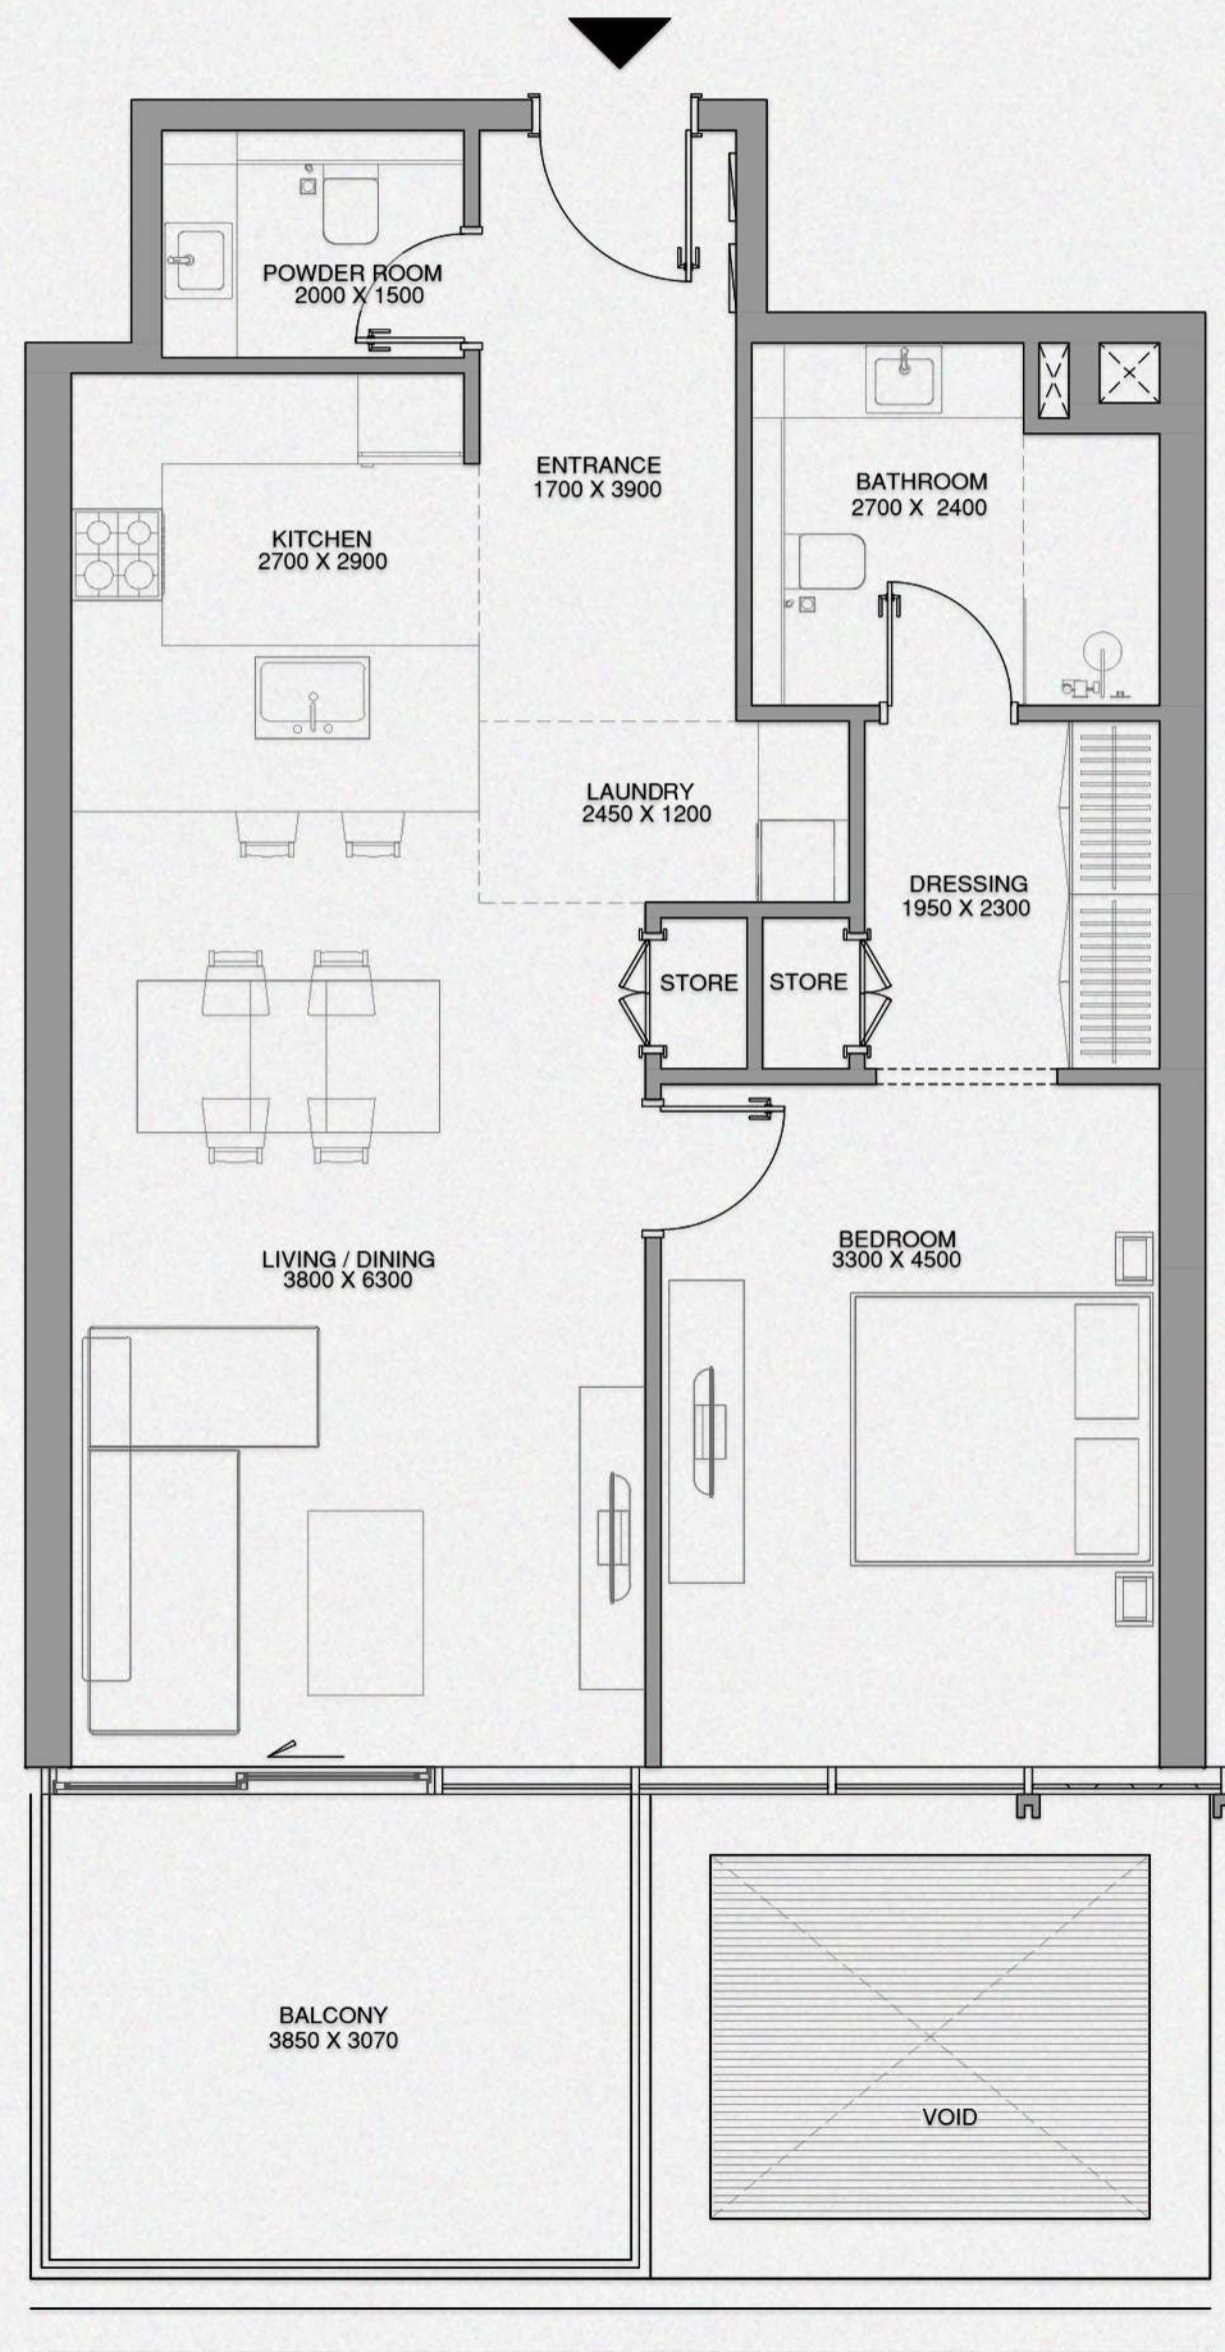 POWDER ROOM
2000 X 1500
ENTRANCE
1700 X 3900
BATHROOM
2700 X 2400
KITCHEN
2700 X 2900
LAUNDRY
2450 X 1200
DRESSING
1950 X 2300
STORE
STORE
LIVING / DINING
3800 X 6300
BEDROOM
3300 X 4500
BALCONY
3850 X 3070
VOID